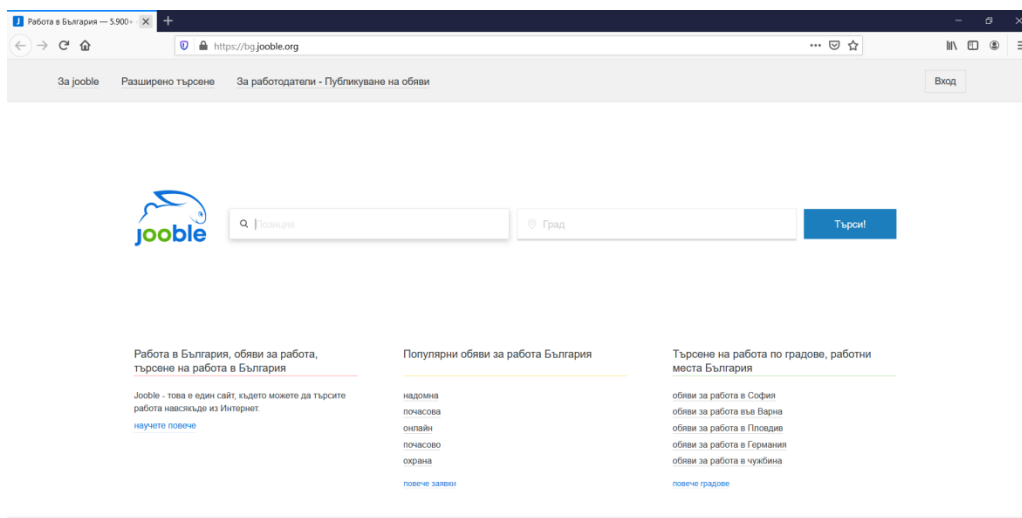 Работа в България — 5.900+
https://bg.jooble.org
За jooble Разширено търсене За работодатели - Публикуване на обяви Вход
jooble Позиция Град Търси!
Работа в България, обяви за работа,
търсене на работа в България
Jooble - това е един сайт, където можете да търсите
работа навсякъде из Интернет.
научете повече
Популярни обяви за работа България
надомна
почасова
онлайн
почасово
охрана
повече заявки
Търсене на работа по градове, работни
места България
обяви за работа в София
обяви за работа във Варна
обяви за работа в Пловдив
обяви за работа в Германия
обяви за работа в чужбина
повече градове